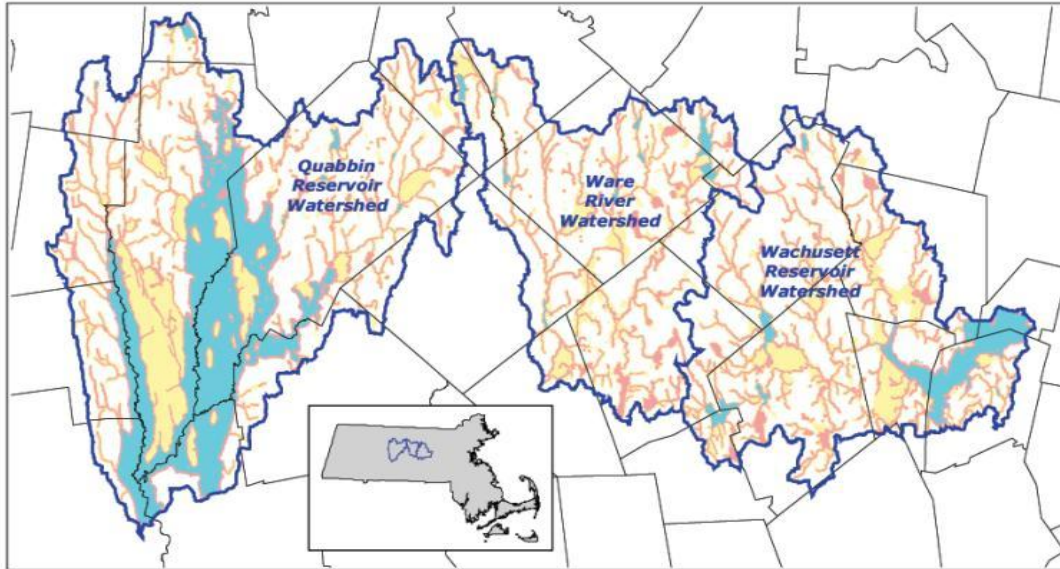 Quabbin
Reservoir
Watershed
Ware
River
Watershed
Wachusett
Reservoir
Watershed